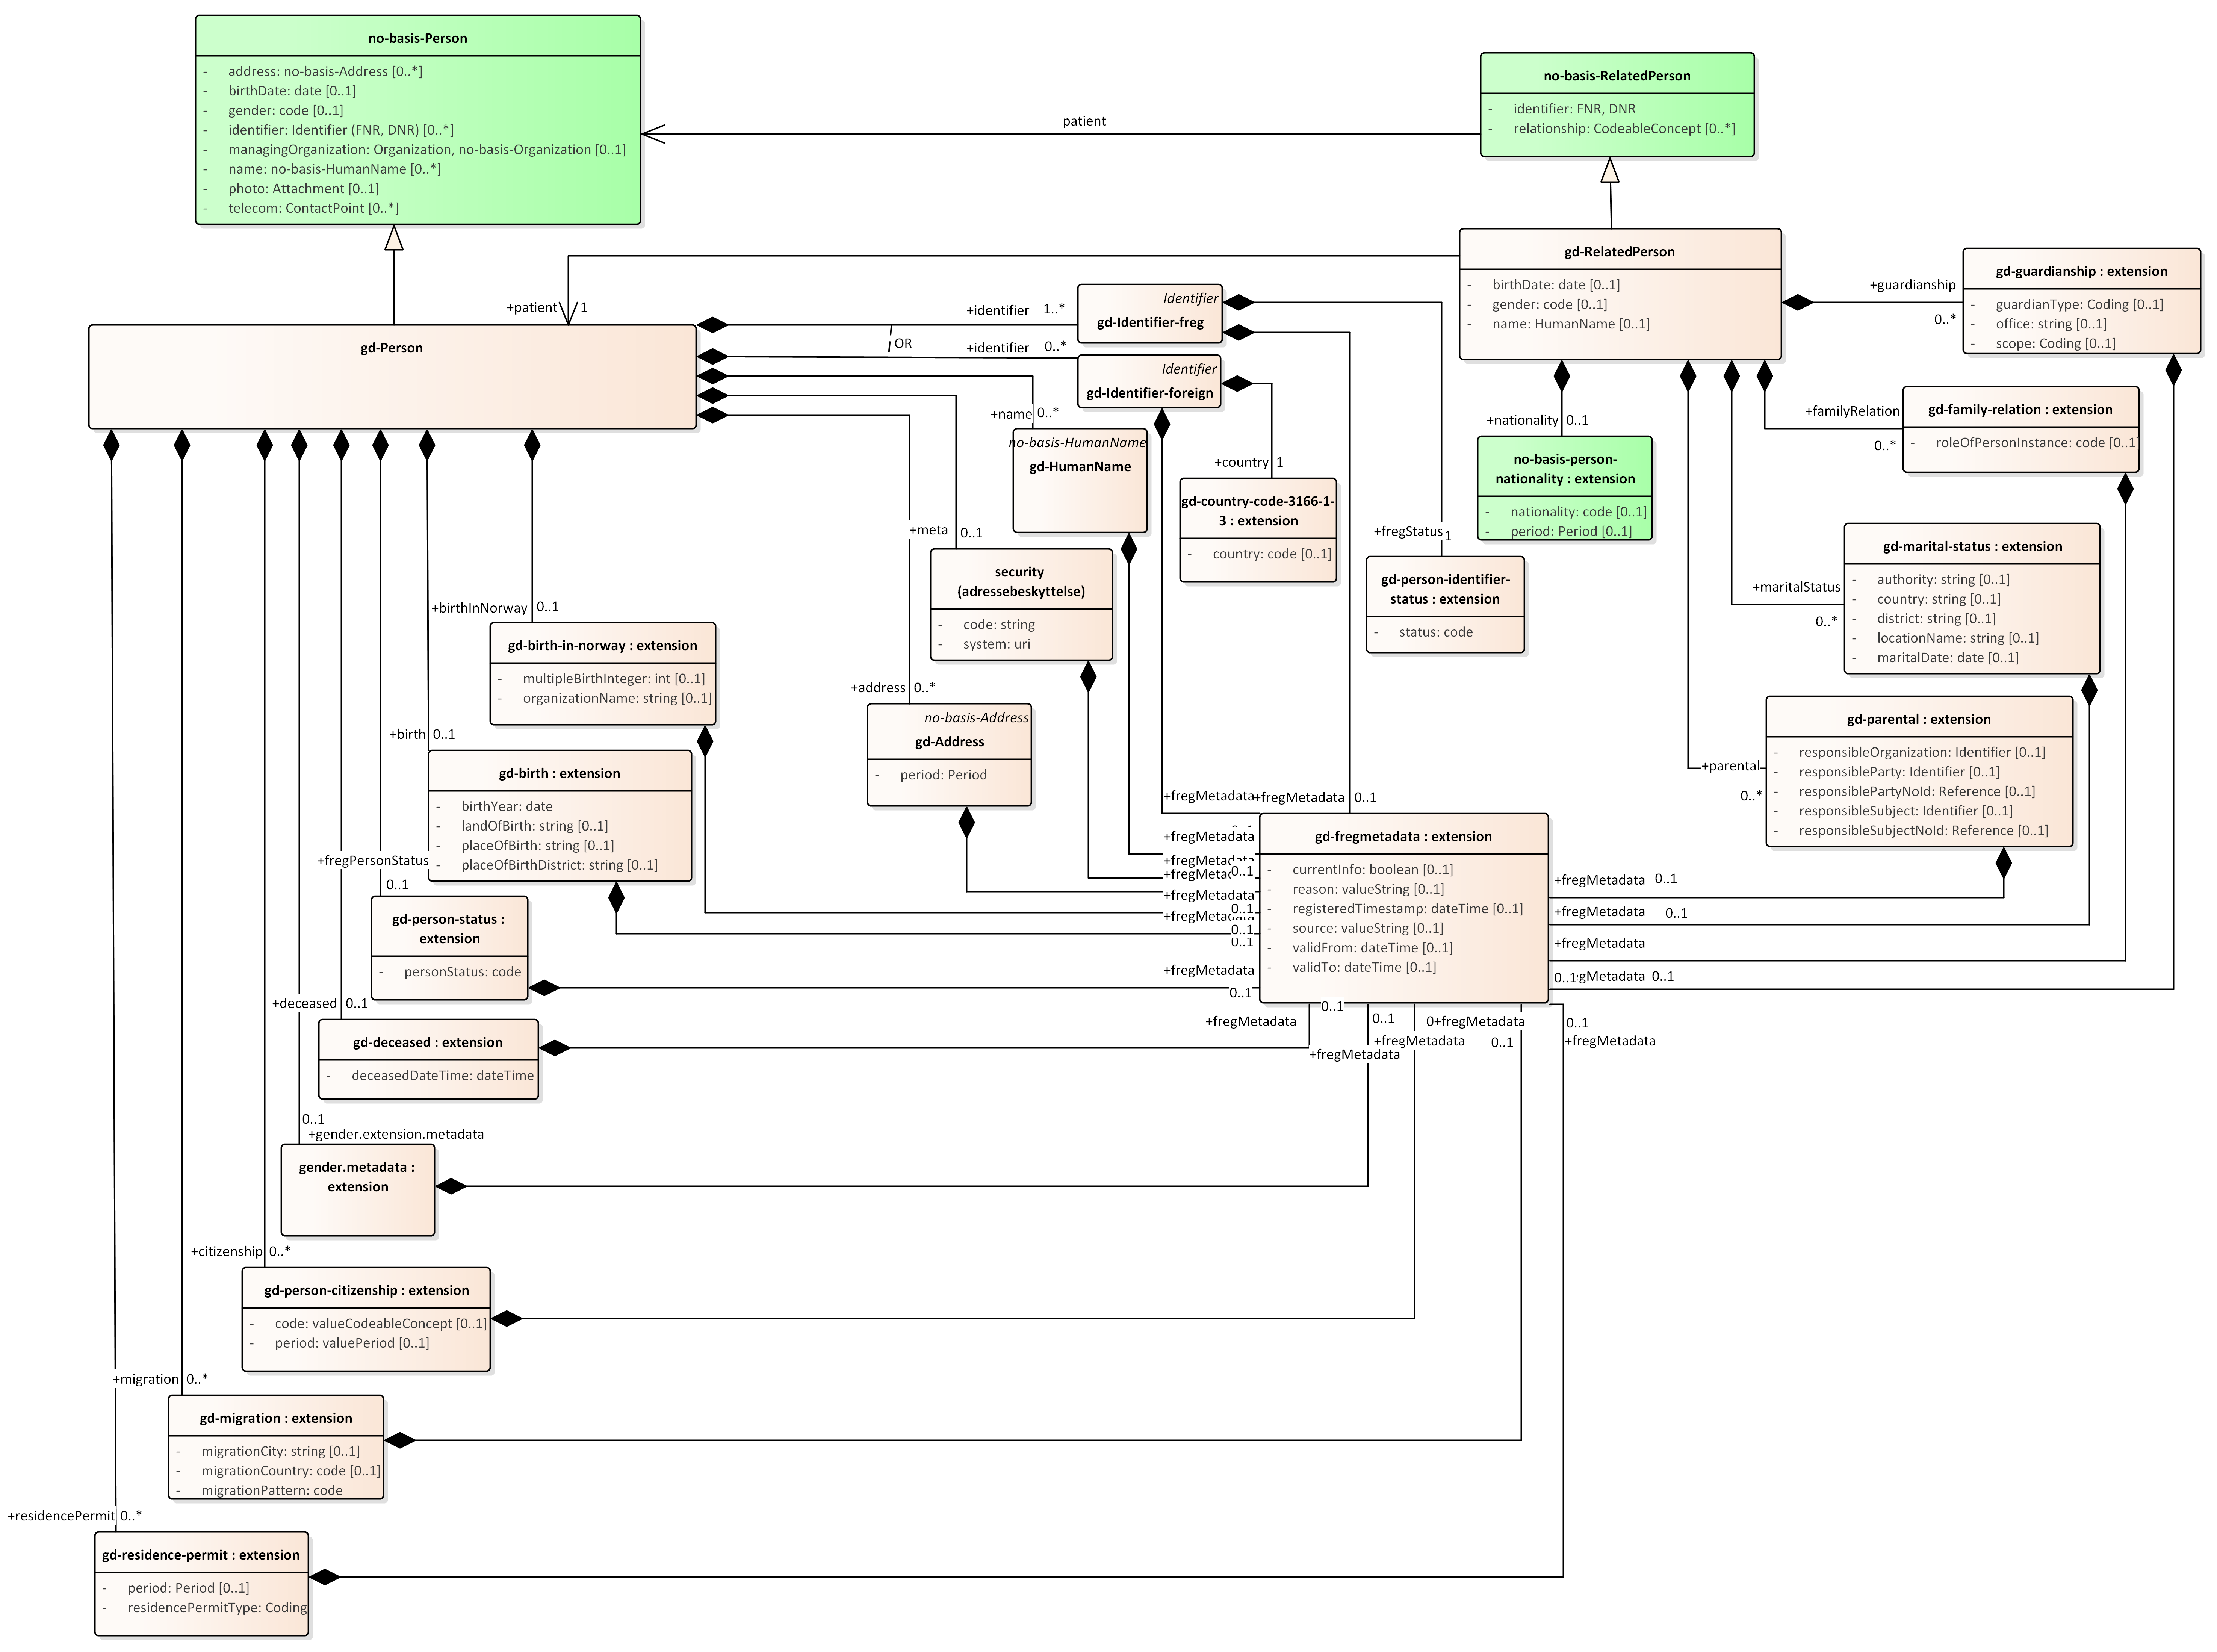 no-basis-Person
- address: no-basis-Address [0..*]
- birthDate: date [0..1]
- gender: code [0..1]
- identifier: Identifier (FNR, DNR) [0..*]
- managingOrganization: Organization, no-basis-Organization [0..1]
- name: no-basis-HumanName [0..*]
- photo: Attachment [0..1]
- telecom: ContactPoint [0..*]
patient
no-basis-RelatedPerson
- identifier: FNR, DNR
- relationship: CodeableConcept [0..*]
gd-RelatedPerson
- birthDate: date [0..1]
- gender: code [0..1]
- name: HumanName [0..1]
+guardianship
0..*
gd-guardianship : extension
- guardianType: Coding [0..1]
- office: string [0..1]
- scope: Coding [0..1]
+patient 1
gd-Person
+identifier 1..*
OR
+identifier 0..*
Identifier
gd-Identifier-freg
Identifier
gd-Identifier-foreign
+name 0..*
no-basis-HumanName
gd-HumanName
+country 1
gd-country-code-3166-1-
3 : extension
- country: code [0..1]
+fregStatus 1
gd-person-identifier-
status : extension
- status: code
+nationality 0..1
no-basis-person-
nationality : extension
- nationality: code [0..1]
- period: Period [0..1]
+familyRelation
0..*
gd-family-relation : extension
- roleOfPersonInstance: code [0..1]
+maritalStatus
0..*
gd-marital-status : extension
- authority: string [0..1]
- country: string [0..1]
- district: string [0..1]
- locationName: string [0..1]
- maritalDate: date [0..1]
+parental
0..*
gd-parental : extension
- responsibleOrganization: Identifier [0..1]
- responsibleParty: Identifier [0..1]
- responsiblePartyNoId: Reference [0..1]
- responsibleSubject: Identifier [0..1]
- responsibleSubjectNoId: Reference [0..1]
+meta 0..1
security
(adressebeskyttelse)
- code: string
- system: uri
+address 0..*
no-basis-Address
gd-Address
- period: Period
+birthInNorway 0..1
gd-birth-in-norway : extension
- multipleBirthInteger: int [0..1]
- organizationName: string [0..1]
+birth 0..1
gd-birth : extension
- birthYear: date
- landOfBirth: string [0..1]
- placeOfBirth: string [0..1]
- placeOfBirthDistrict: string [0..1]
+fregPersonStatus
0..1
gd-person-status :
extension
- personStatus: code
+fregMetadata +fregMetadata 0..1
+fregMetadata
+fregMetadata
0..1
+fregMetadata
0..1
0..1
+fregMetadata
0..1
gd-fregmetadata : extension
- currentInfo: boolean [0..1]
- reason: valueString [0..1]
- registeredTimestamp: dateTime [0..1]
- source: valueString [0..1]
- validFrom: dateTime [0..1]
- validTo: dateTime [0..1]
+fregMetadata 0..1
+fregMetadata 0..1
+fregMetadata
0..1
0..1
+deceased 0..1
gd-deceased : extension
- deceasedDateTime: dateTime
0..1
+fregMetadata
0..1
+fregMetadata
+fregMetadata
+fregMetadata
0..1
0..1
+fregMetadata
0..1
+gender.extension.metadata
gender.metadata :
extension
+citizenship 0..*
gd-person-citizenship : extension
- code: valueCodeableConcept [0..1]
- period: valuePeriod [0..1]
+migration 0..*
gd-migration : extension
- migrationCity: string [0..1]
- migrationCountry: code [0..1]
- migrationPattern: code
+residencePermit 0..*
gd-residence-permit : extension
- period: Period [0..1]
- residencePermitType: Coding